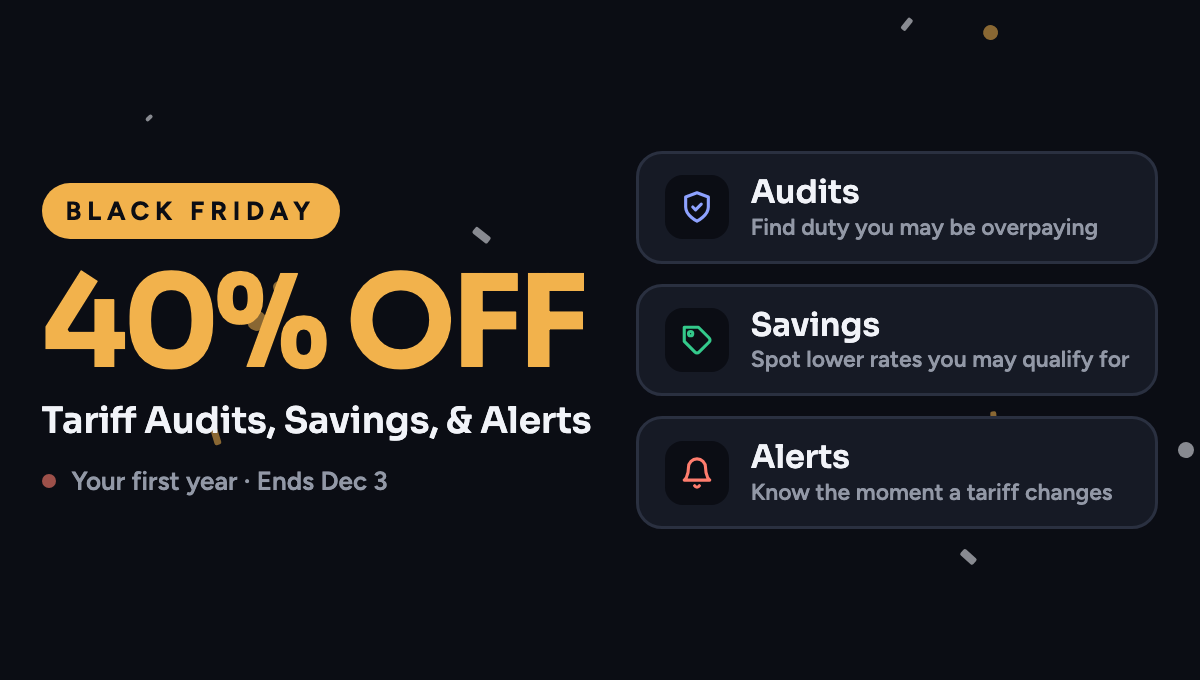 BLACK FRIDAY
40% OFF
Tariff Audits, Savings, & Alerts
Your first year · Ends Dec 3
Audits
Find duty you may be overpaying
Savings
Spot lower rates you may qualify for
Alerts
Know the moment a tariff changes